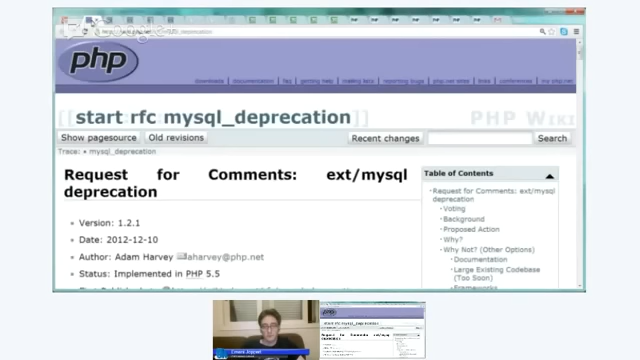 php
downloads documentation faq getting help mailing lists reporting bugs php.net sites links conferences my channel
[[start rfc mysql_deprecation]]
PHP Wiki
Show pagesource
Old revisions
Recent changes
Search
Trace: mysql_deprecation
Request for Comments: ext/mysql
deprecation
Version: 1.2.1
Date: 2012-12-10
Author: Adam Harvey aharvey@php.net
Status: Implemented in PHP 5.5
Table of Contents
Request for Comments: ext/mysql
deprecation
Voting
Background
Proposed Action
Why?
Why Not? (Other Options)
Documentation
Large Existing Codebase
(Too Soon)
Frameworks